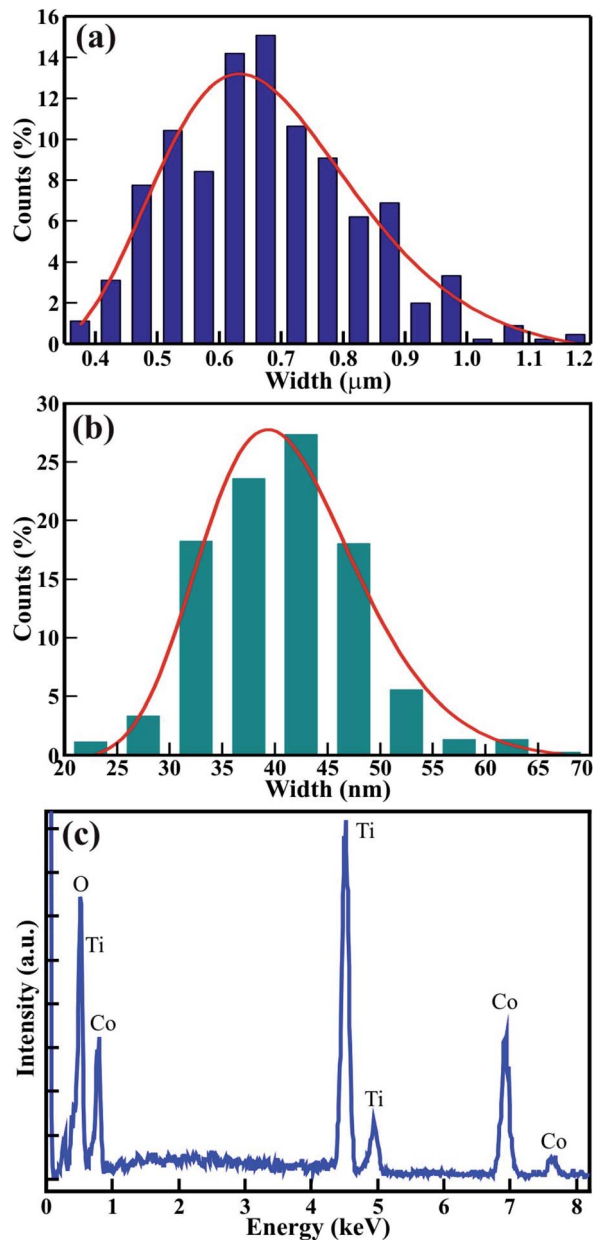 (a)
Counts (%)
16
14
12
10
8
6
4
2
0
0.4 0.5 0.6 0.7 0.8 0.9 1.0 1.1 1.2
Width (μm)
(b)
Counts (%)
30
25
20
15
10
5
0
20 25 30 35 40 45 50 55 60 65 70
Width (nm)
(c)
Intensity (a.u.)
O
Ti
Co
Ti
Ti
Co
Co
0 1 2 3 4 5 6 7 8
Energy (keV)